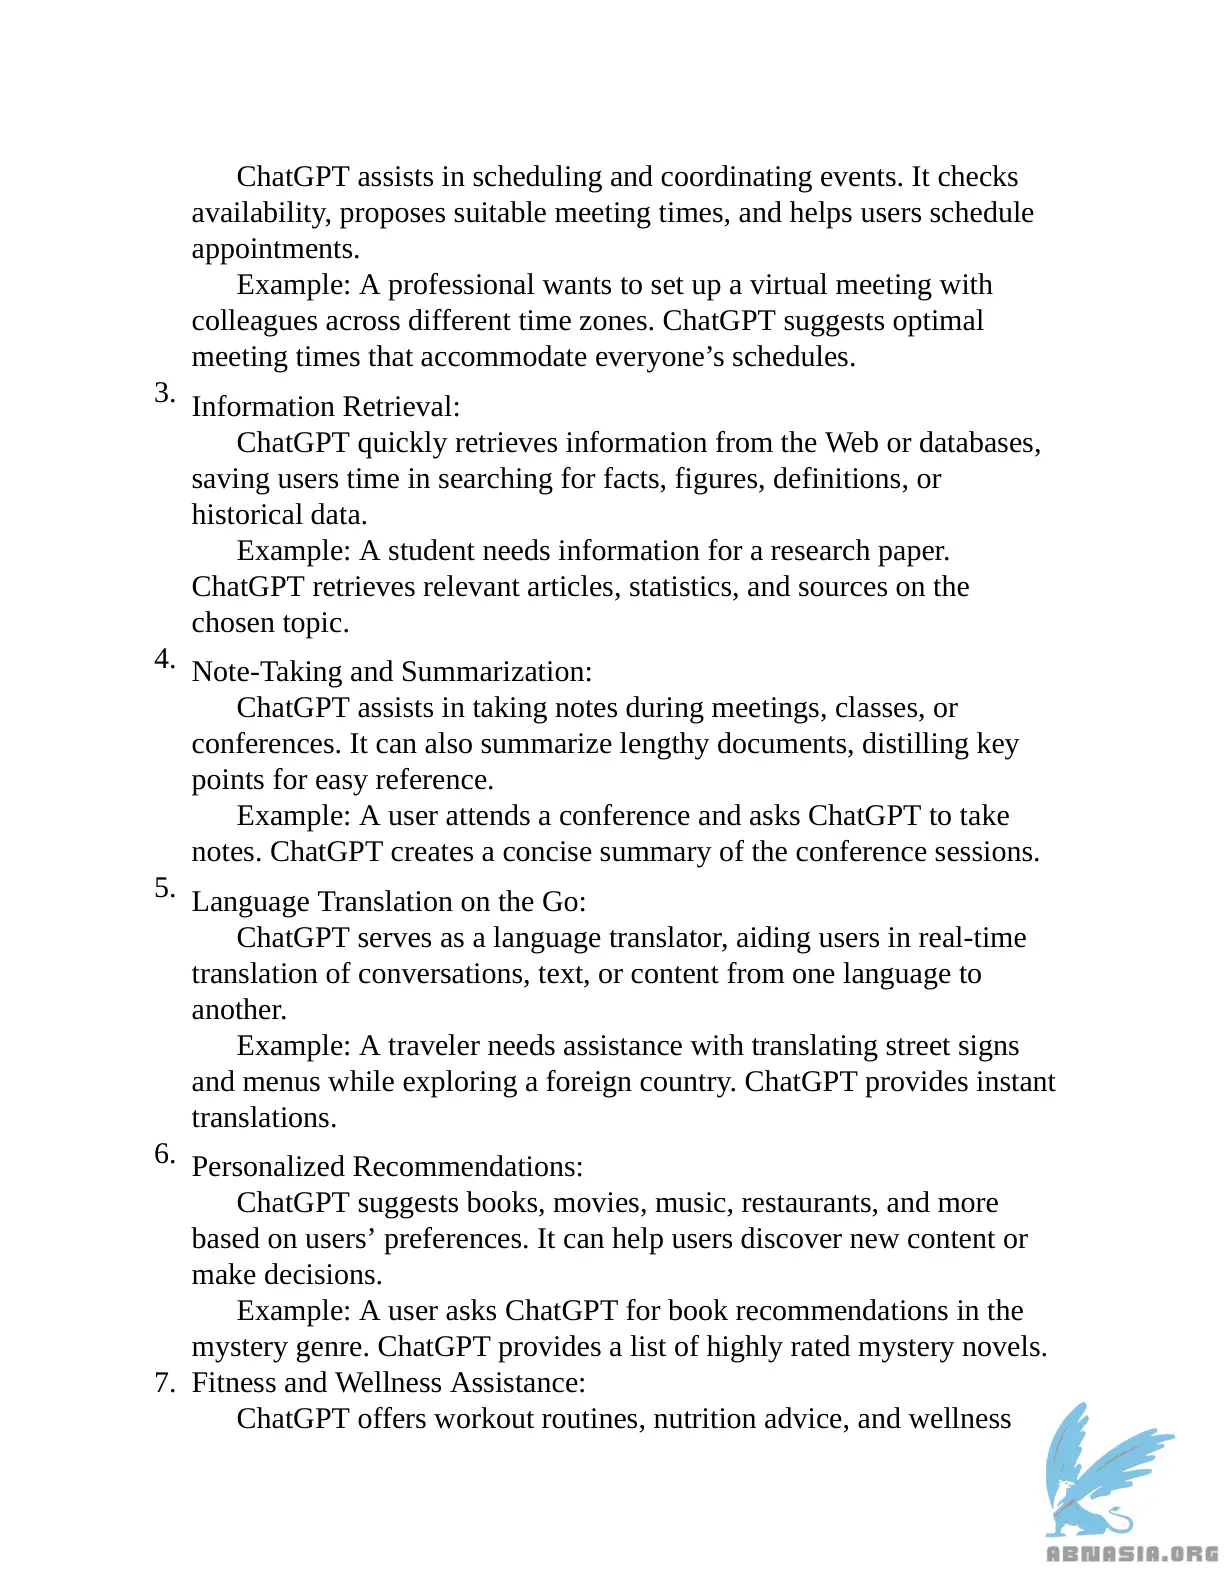 ChatGPT assists in scheduling and coordinating events. It checks
availability, proposes suitable meeting times, and helps users schedule
appointments.
Example: A professional wants to set up a virtual meeting with
colleagues across different time zones. ChatGPT suggests optimal
meeting times that accommodate everyone’s schedules.
3. Information Retrieval:
ChatGPT quickly retrieves information from the Web or databases,
saving users time in searching for facts, figures, definitions, or
historical data.
Example: A student needs information for a research paper.
ChatGPT retrieves relevant articles, statistics, and sources on the
chosen topic.
4. Note-Taking and Summarization:
ChatGPT assists in taking notes during meetings, classes, or
conferences. It can also summarize lengthy documents, distilling key
points for easy reference.
Example: A user attends a conference and asks ChatGPT to take
notes. ChatGPT creates a concise summary of the conference sessions.
5. Language Translation on the Go:
ChatGPT serves as a language translator, aiding users in real-time
translation of conversations, text, or content from one language to
another.
Example: A traveler needs assistance with translating street signs
and menus while exploring a foreign country. ChatGPT provides instant
translations.
6. Personalized Recommendations:
ChatGPT suggests books, movies, music, restaurants, and more
based on users’ preferences. It can help users discover new content or
make decisions.
Example: A user asks ChatGPT for book recommendations in the
mystery genre. ChatGPT provides a list of highly rated mystery novels.
7. Fitness and Wellness Assistance:
ChatGPT offers workout routines, nutrition advice, and wellness
ABNASIA.ORG